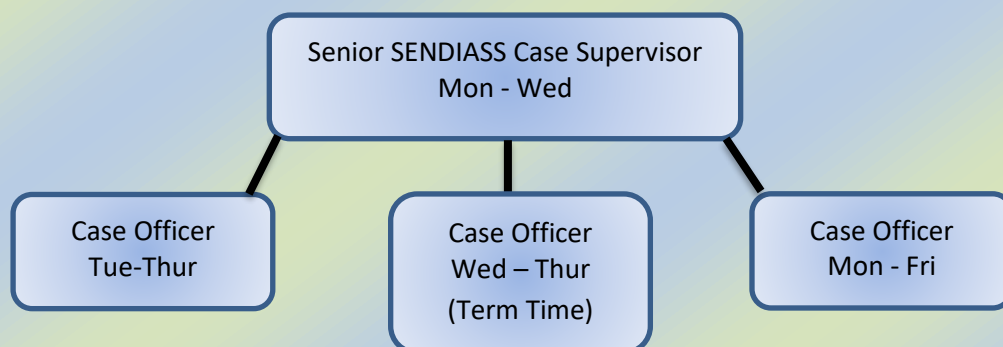 Senior SENDIASS Case Supervisor
Mon - Wed
Case Officer
Tue-Thur
Case Officer
Wed – Thur
(Term Time)
Case Officer
Mon - Fri